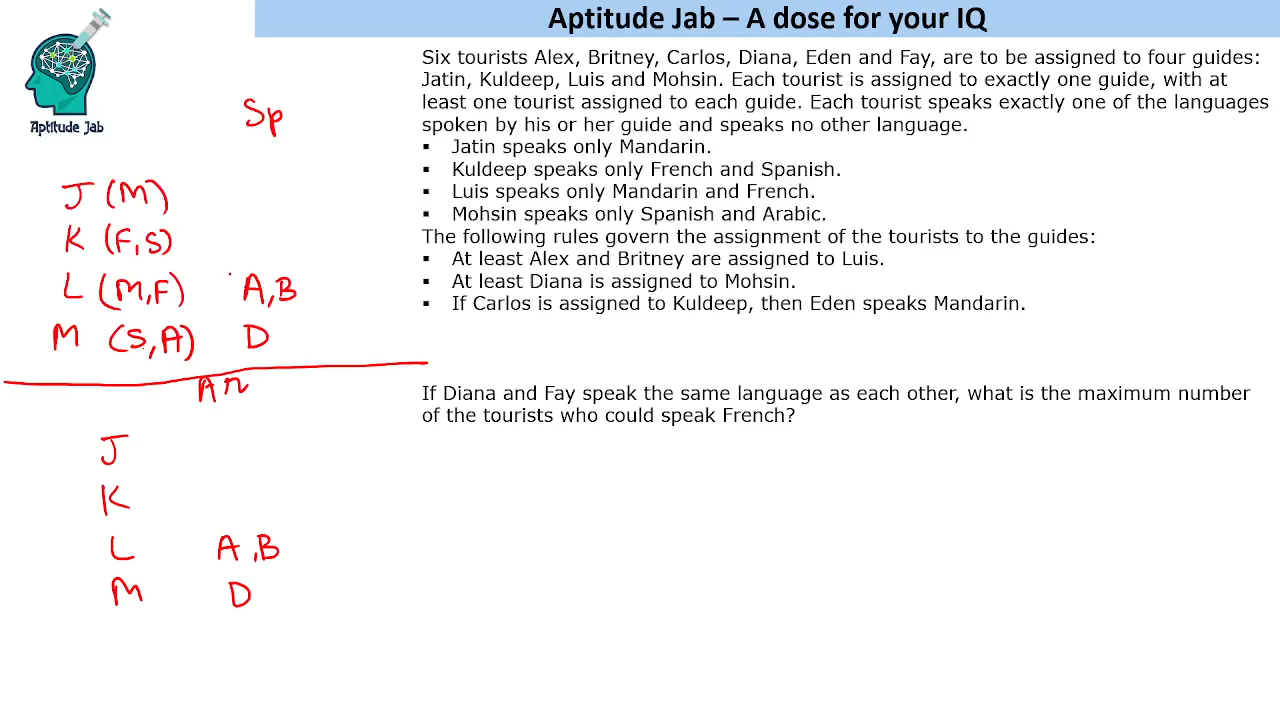 Aptitude Jab – A dose for your IQ
Aptitude Jab
Six tourists Alex, Britney, Carlos, Diana, Eden and Fay, are to be assigned to four guides:
Jatin, Kuldeep, Luis and Mohsin. Each tourist is assigned to exactly one guide, with at
least one tourist assigned to each guide. Each tourist speaks exactly one of the languages
spoken by his or her guide and speaks no other language.
▪ Jatin speaks only Mandarin.
▪ Kuldeep speaks only French and Spanish.
▪ Luis speaks only Mandarin and French.
▪ Mohsin speaks only Spanish and Arabic.
The following rules govern the assignment of the tourists to the guides:
▪ At least Alex and Britney are assigned to Luis.
▪ At least Diana is assigned to Mohsin.
▪ If Carlos is assigned to Kuldeep, then Eden speaks Mandarin.
If Diana and Fay speak the same language as each other, what is the maximum number
of the tourists who could speak French?
Sp
J (M)
K (F,S)
L (M,F) A,B
M (S,A) D
Ar
J
K
L A,B
M D